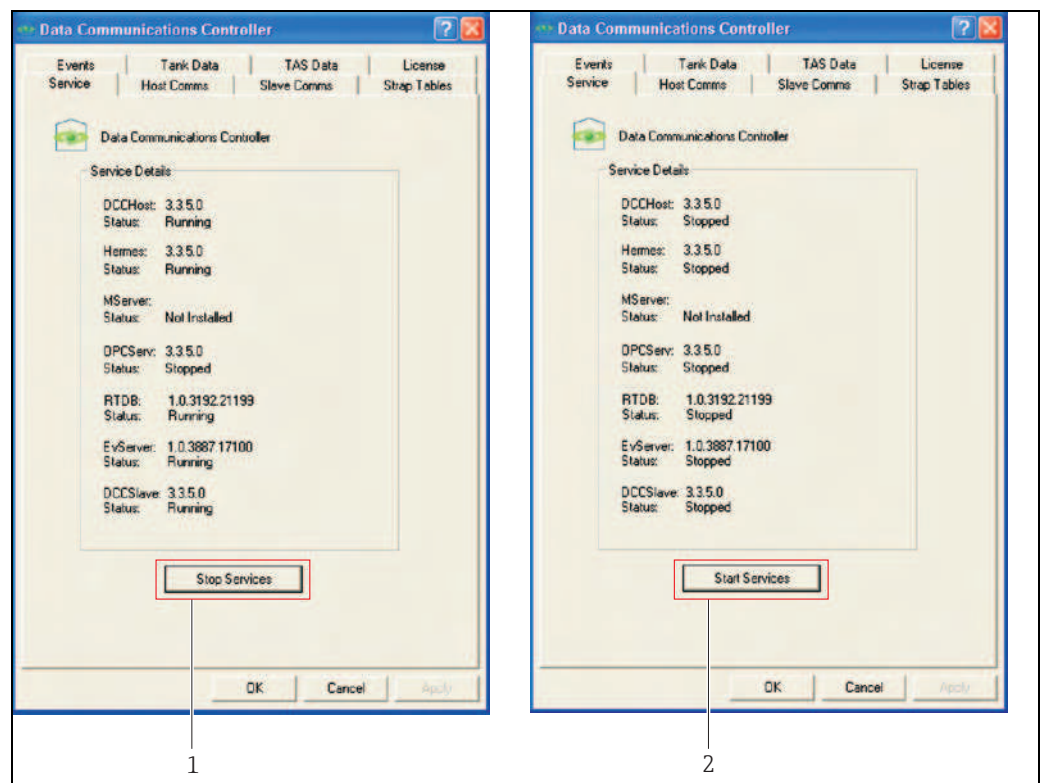 Data Communications Controller
Events Tank Data TAS Data License
Service Host Comms Slave Comms Strap Tables
Data Communications Controller
Service Details
DCCHost: 3.3.5.0
Status: Running
Hermes: 3.3.5.0
Status: Running
MServer:
Status: Not Installed
OPCServ: 3.3.5.0
Status: Stopped
RTDB: 1.0.3192.21199
Status: Running
EvServer: 1.0.3887.17100
Status: Running
DCCSlave: 3.3.5.0
Status: Running
Stop Services
OK Cancel Apply
1
Data Communications Controller
Events Tank Data TAS Data License
Service Host Comms Slave Comms Strap Tables
Data Communications Controller
Service Details
DCCHost: 3.3.5.0
Status: Stopped
Hermes: 3.3.5.0
Status: Stopped
MServer:
Status: Not Installed
OPCServ: 3.3.5.0
Status: Stopped
RTDB: 1.0.3192.21199
Status: Stopped
EvServer: 1.0.3887.17100
Status: Stopped
DCCSlave: 3.3.5.0
Status: Stopped
Start Services
OK Cancel Apply
2